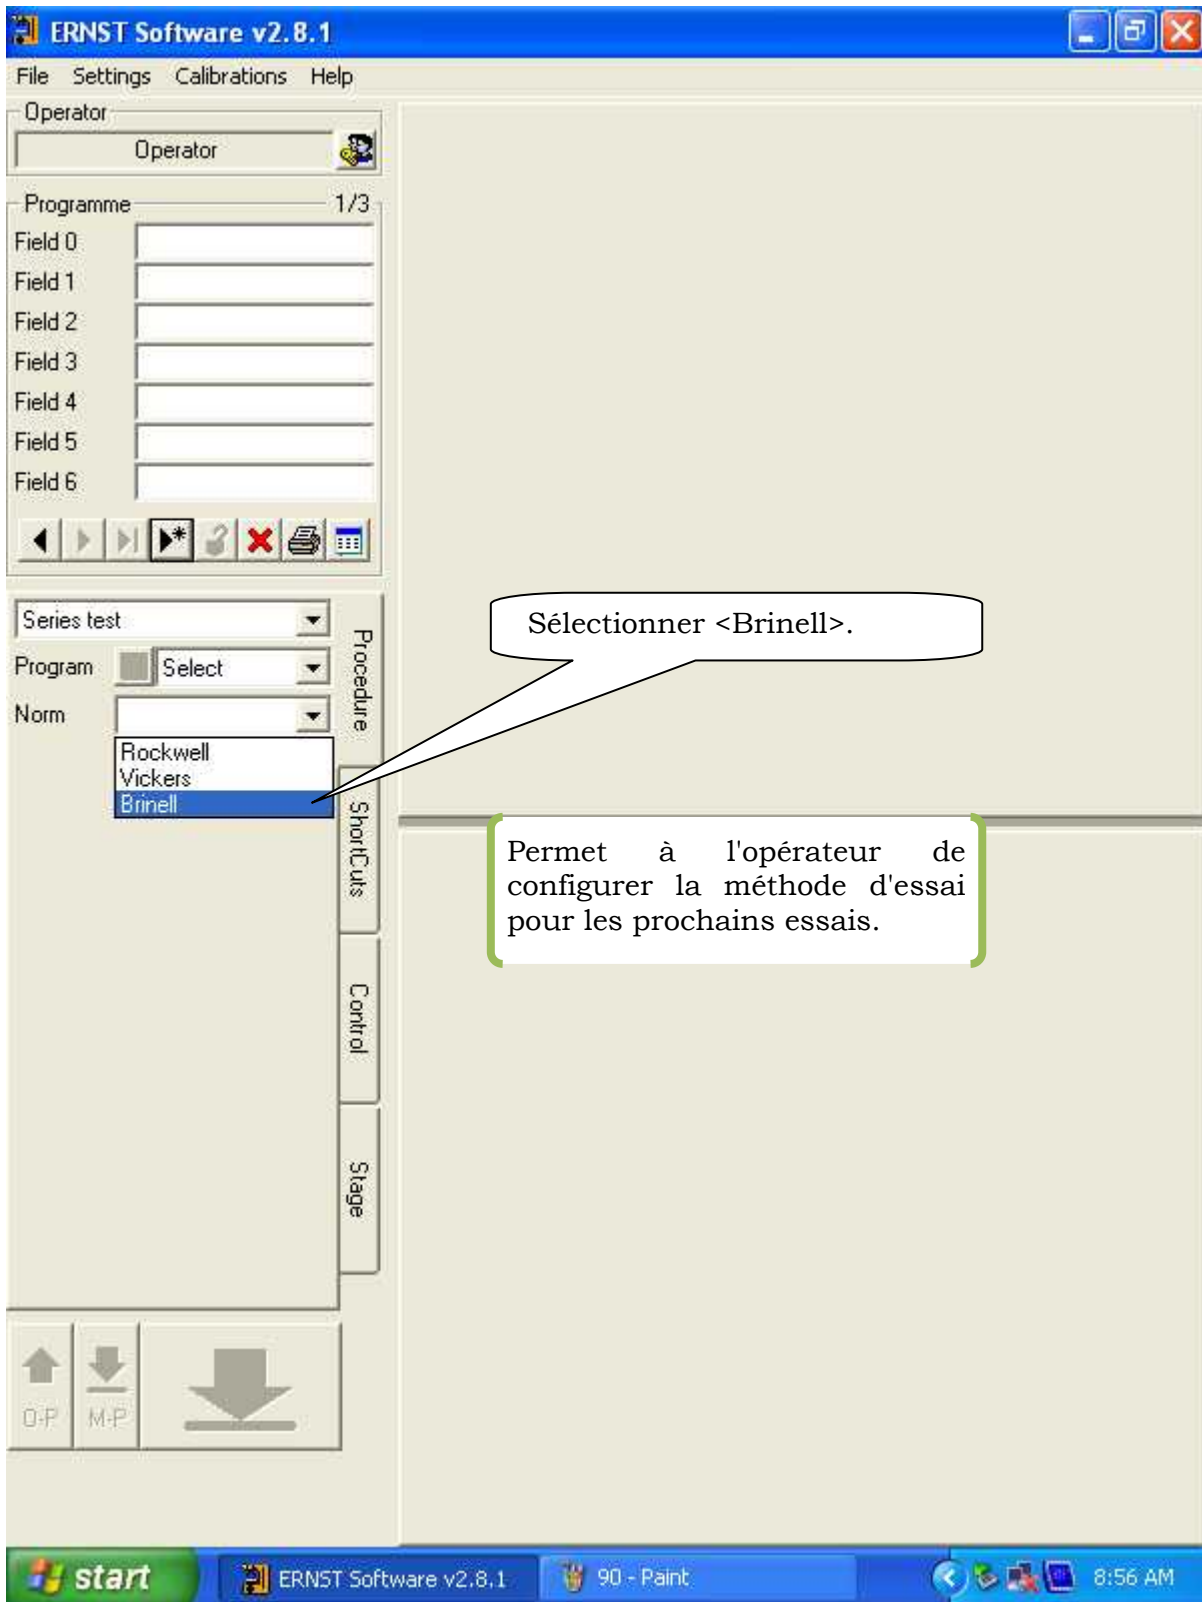 ERNST Software v2.8.1
File Settings Calibrations Help
Operator
Operator
Programme 1/3
Field 0
Field 1
Field 2
Field 3
Field 4
Field 5
Field 6
Series test
Program Select
Norm
Rockwell
Vickers
Brinell
Procedure
ShortCuts
Control
Stage
Sélectionner <Brinell>.
Permet à l'opérateur de
configurer la méthode d'essai
pour les prochains essais.
0-P M-P
start ERNST Software v2.8.1 90 - Paint 8:56 AM